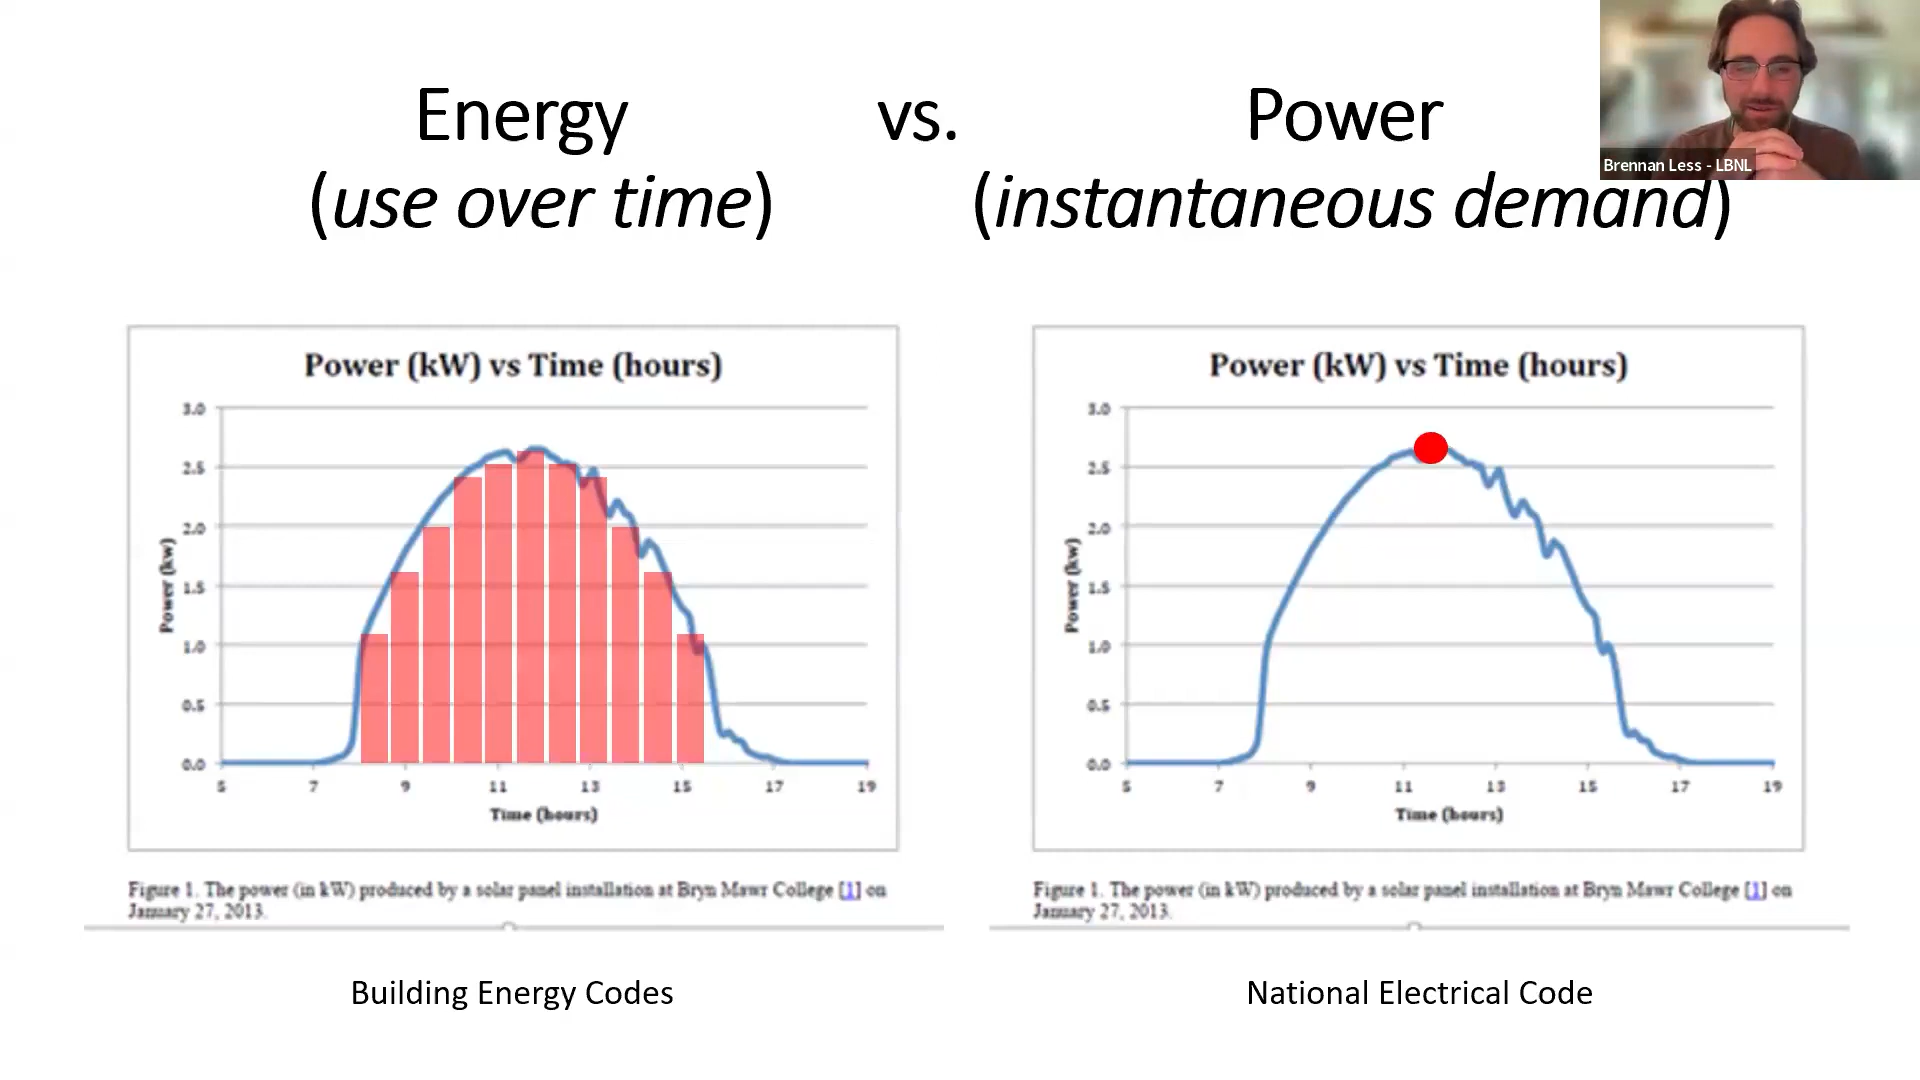 Energy vs. Power
(use over time) (instantaneous demand)
Brennan Less - LBNL
Power (kW) vs Time (hours)
3.0
2.5
2.0
1.5
1.0
0.5
0.0
Power (kw)
5 7 9 11 13 15 17 19
Time (hours)
Figure 1. The power (in kW) produced by a solar panel installation at Bryn Mawr College [1] on
January 27, 2013.
Building Energy Codes
Power (kW) vs Time (hours)
3.0
2.5
2.0
1.5
1.0
0.5
0.0
Power (kw)
5 7 9 11 13 15 17 19
Time (hours)
Figure 1. The power (in kW) produced by a solar panel installation at Bryn Mawr College [1] on
January 27, 2013.
National Electrical Code